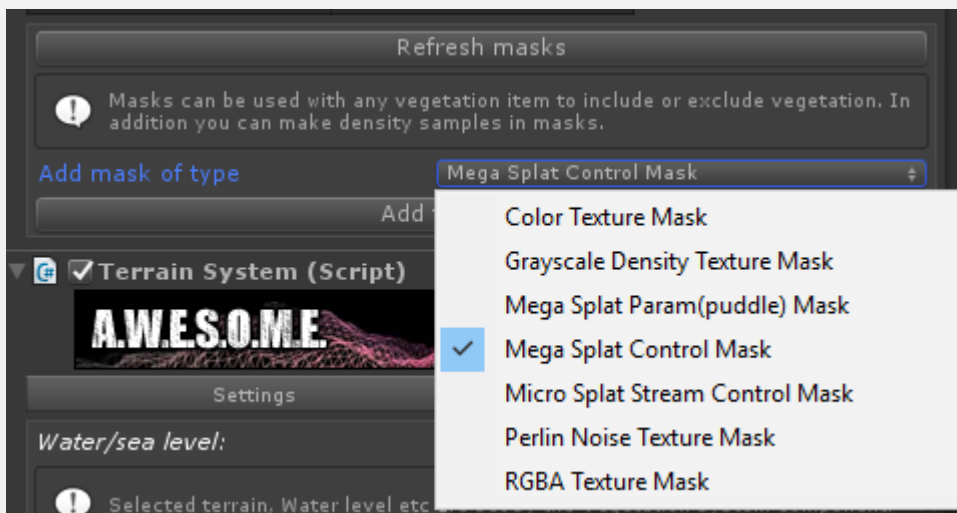 Refresh masks
Masks can be used with any vegetation item to include or exclude vegetation. In
addition you can make density samples in masks.
Add mask of type
Mega Splat Control Mask
Add
Color Texture Mask
Grayscale Density Texture Mask
Mega Splat Param(puddle) Mask
Mega Splat Control Mask
Micro Splat Stream Control Mask
Perlin Noise Texture Mask
RGBA Texture Mask
Terrain System (Script)
A.W.E.S.O.M.E.
Settings
Water/sea level:
Selected terrain, Water level etc